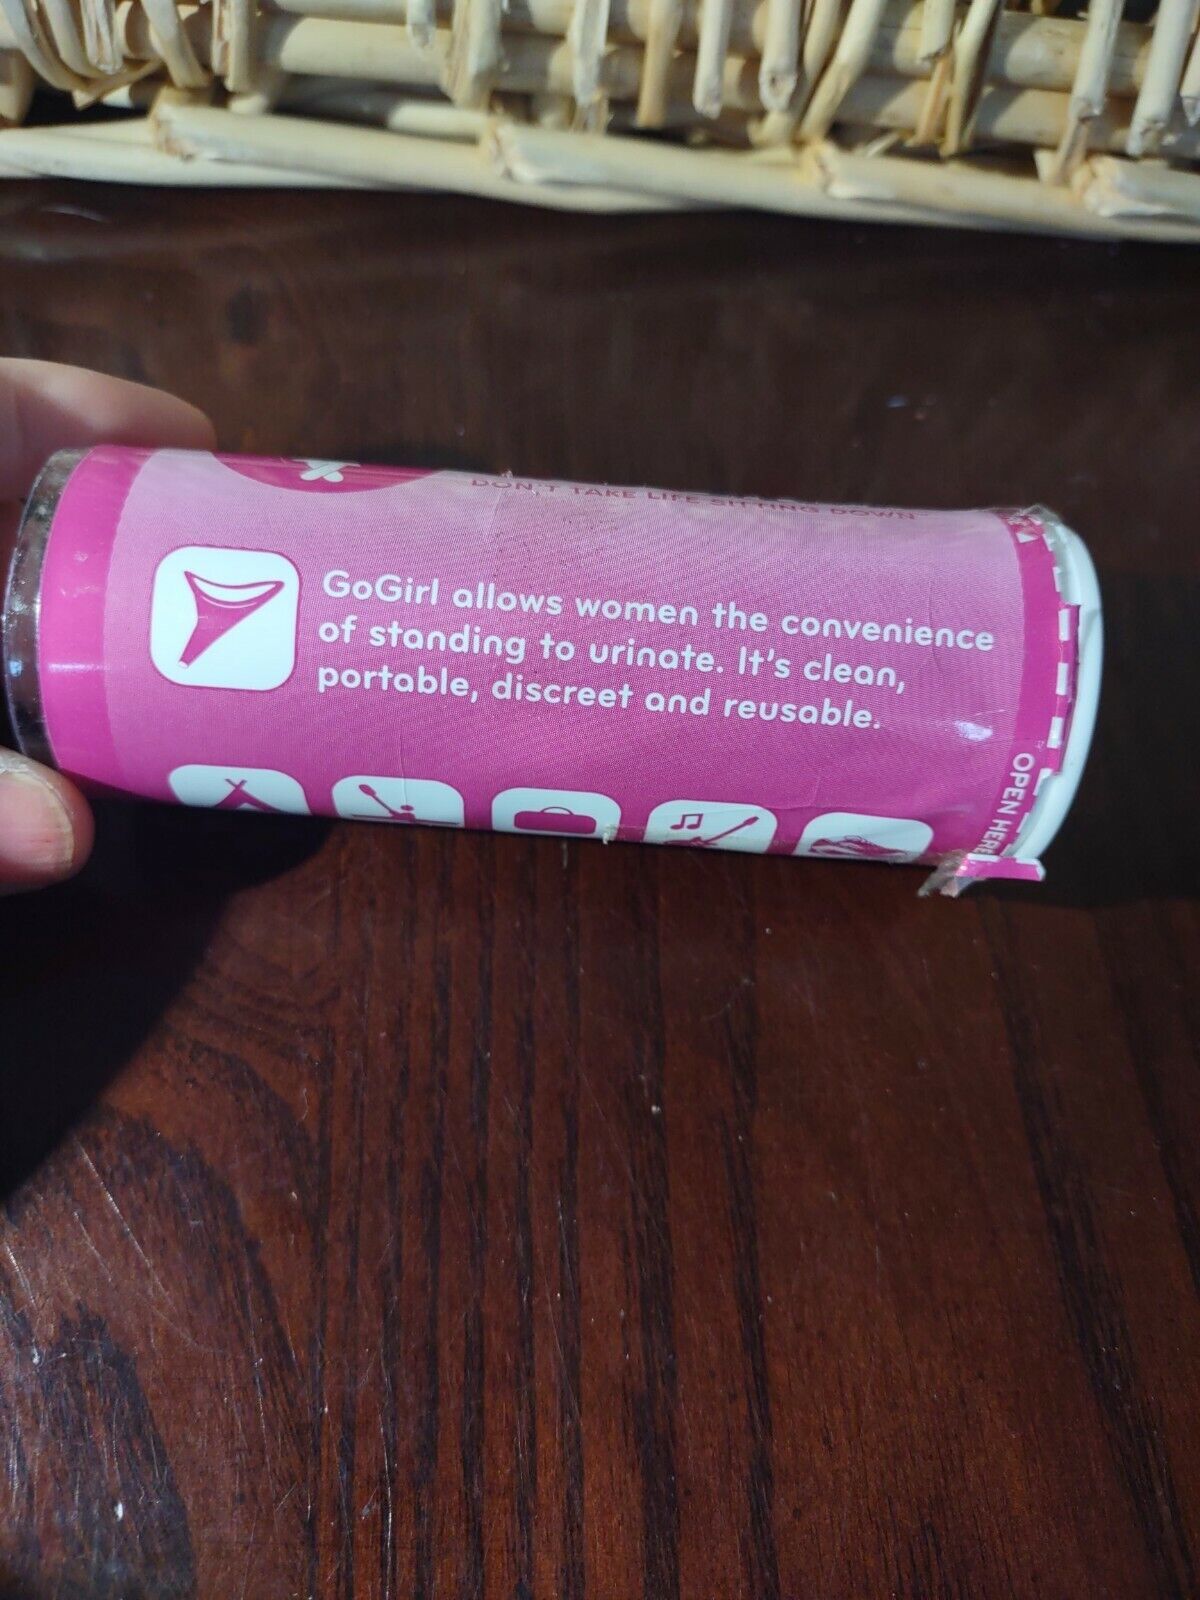 DON'T TAKE LIFE SITTING DOWN
GoGirl allows women the convenience
of standing to urinate. It's clean,
portable, discreet and reusable.
OPEN HERE